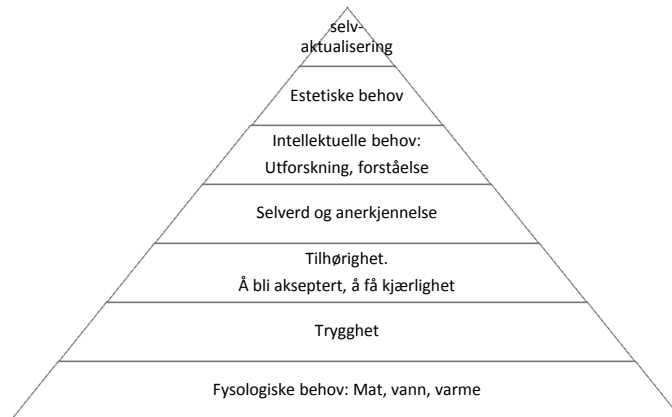 selv-
aktualisering
Estetiske behov
Intellektuelle behov:
Utforskning, forståelse
Selverd og anerkjennelse
Tilhørighet.
Å bli akseptert, å få kjærlighet
Trygghet
Fysologiske behov: Mat, vann, varme